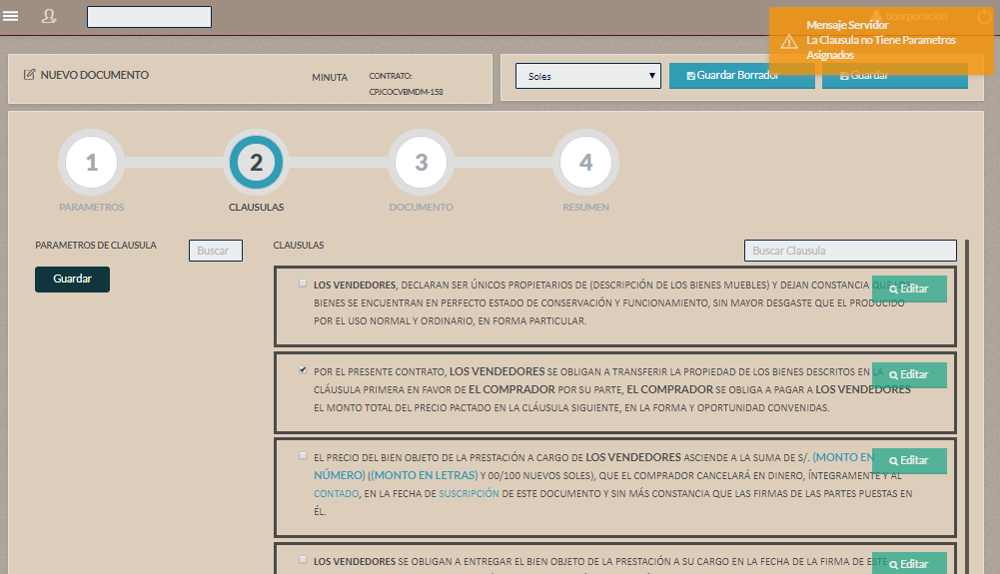 ucorporacion
Mensaje Servidor
La Clausula no Tiene Parametros
Asignados
NUEVO DOCUMENTO
MINUTA
CONTRATO:
CPJCOCVBMDM-158
Soles
Guardar Borrador
Guardar
1
2
3
4
PARAMETROS
CLAUSULAS
DOCUMENTO
RESUMEN
PARAMETROS DE CLAUSULA
Buscar
CLAUSULAS
Buscar Clausula
Guardar
LOS VENDEDORES, DECLARAN SER ÚNICOS PROPIETARIOS DE (DESCRIPCIÓN DE LOS BIENES MUEBLES) Y DEJAN CONSTANCIA QUE LOS
Editar
BIENES SE ENCUENTRAN EN PERFECTO ESTADO DE CONSERVACIÓN Y FUNCIONAMIENTO, SIN MAYOR DESGASTE QUE EL PRODUCIDO
POR EL USO NORMAL Y ORDINARIO, EN FORMA PARTICULAR.
POR EL PRESENTE CONTRATO, LOS VENDEDORES SE OBLIGAN A TRANSFERIR LA PROPIEDAD DE LOS BIENES DESCRITOS EN LA
Editar
CLÁUSULA PRIMERA EN FAVOR DE EL COMPRADOR POR SU PARTE, EL COMPRADOR SE OBLIGA A PAGAR A LOS VENDEDORES
EL MONTO TOTAL DEL PRECIO PACTADO EN LA CLÁUSULA SIGUIENTE, EN LA FORMA Y OPORTUNIDAD CONVENIDAS.
EL PRECIO DEL BIEN OBJETO DE LA PRESTACIÓN A CARGO DE LOS VENDEDORES ASCIENDE A LA SUMA DE S/. (MONTO EN
Editar
NÚMERO) ((MONTO EN LETRAS) Y 00/100 NUEVOS SOLES), QUE EL COMPRADOR CANCELARÁ EN DINERO, ÍNTEGRAMENTE Y AL
CONTADO, EN LA FECHA DE SUSCRIPCIÓN DE ESTE DOCUMENTO Y SIN MÁS CONSTANCIA QUE LAS FIRMAS DE LAS PARTES PUESTAS EN
ÉL.
LOS VENDEDORES SE OBLIGAN A ENTREGAR EL BIEN OBJETO DE LA PRESTACIÓN A SU CARGO EN LA FECHA DE LA FIRMA DE ESTE
Editar